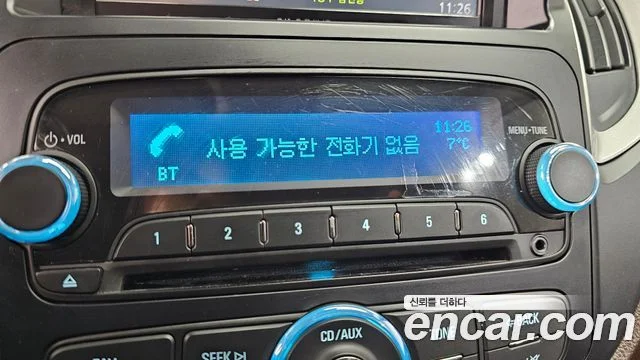 11:26
11:26
사용 가능한 전화기 없음
7°C
BT
VOL
MENU•TUNE
1 2 3 4 5 6
신뢰를 더하다
encar.com
CD/AUX
SEEK